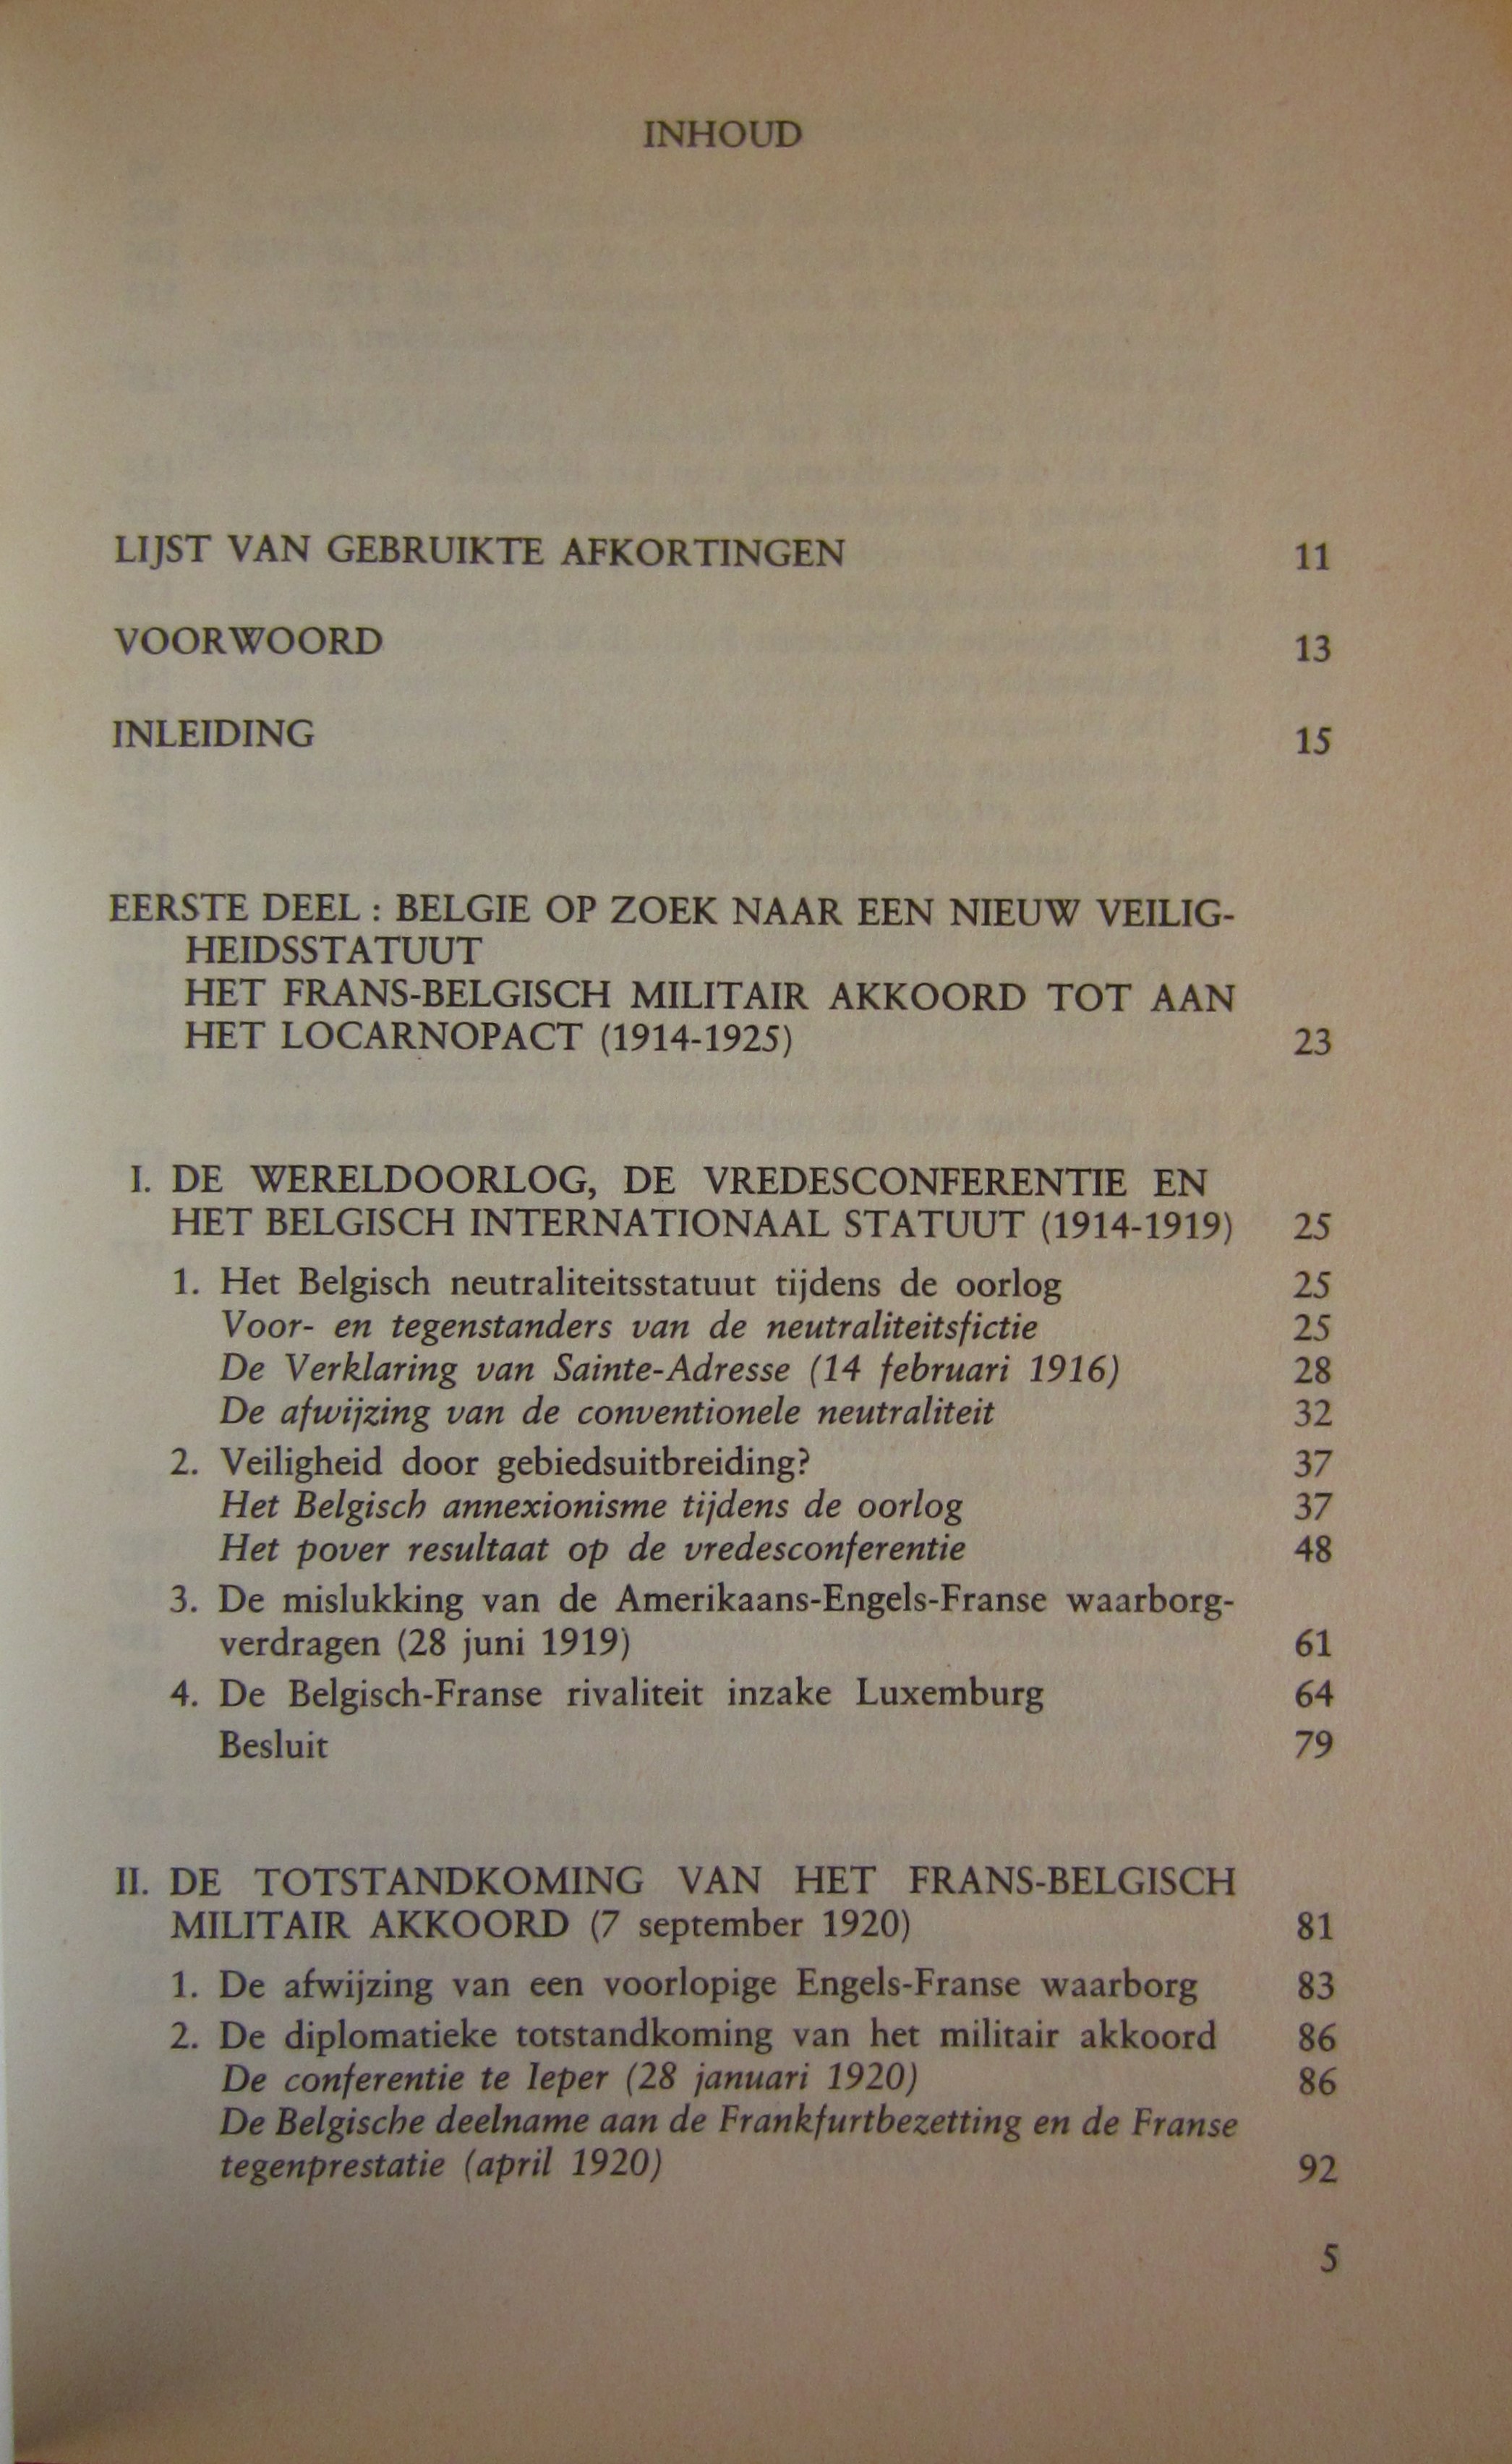 INHOUD
LIJST VAN GEBRUIKTE AFKORTINGEN 11
VOORWOORD 13
INLEIDING 15
EERSTE DEEL : BELGIE OP ZOEK NAAR EEN NIEUW VEILIG-
HEIDSSTATUUT
HET FRANS-BELGISCH MILITAIR AKKOORD TOT AAN
HET LOCARNOPACT (1914-1925) 23
I. DE WERELDOORLOG, DE VREDESCONFERENTIE EN
HET BELGISCH INTERNATIONAAL STATUUT (1914-1919) 25
1. Het Belgisch neutraliteitsstatuut tijdens de oorlog 25
Voor- en tegenstanders van de neutraliteitsfictie 25
De Verklaring van Sainte-Adresse (14 februari 1916) 28
De afwijzing van de conventionele neutraliteit 32
2. Veiligheid door gebiedsuitbreiding? 37
Het Belgisch annexionisme tijdens de oorlog 37
Het pover resultaat op de vredesconferentie 48
3. De mislukking van de Amerikaans-Engels-Franse waarborg-
verdragen (28 juni 1919) 61
4. De Belgisch-Franse rivaliteit inzake Luxemburg 64
Besluit 79
II. DE TOTSTANDKOMING VAN HET FRANS-BELGISCH
MILITAIR AKKOORD (7 september 1920) 81
1. De afwijzing van een voorlopige Engels-Franse waarborg 83
2. De diplomatieke totstandkoming van het militair akkoord 86
De conferentie te Ieper (28 januari 1920) 86
De Belgische deelname aan de Frankfurtbezetting en de Franse
tegenprestatie (april 1920) 92
5